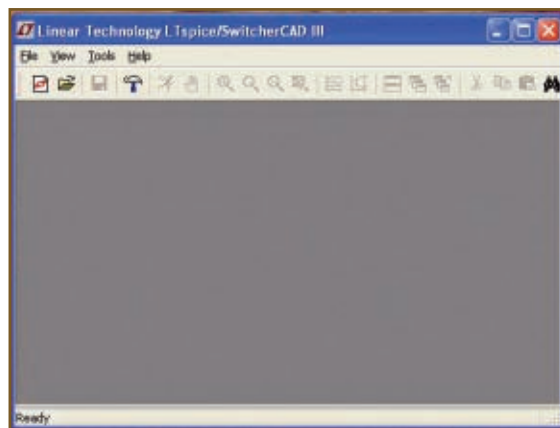 Linear Technology LTspice/SwitcherCAD III
File View Tools Help
Ready